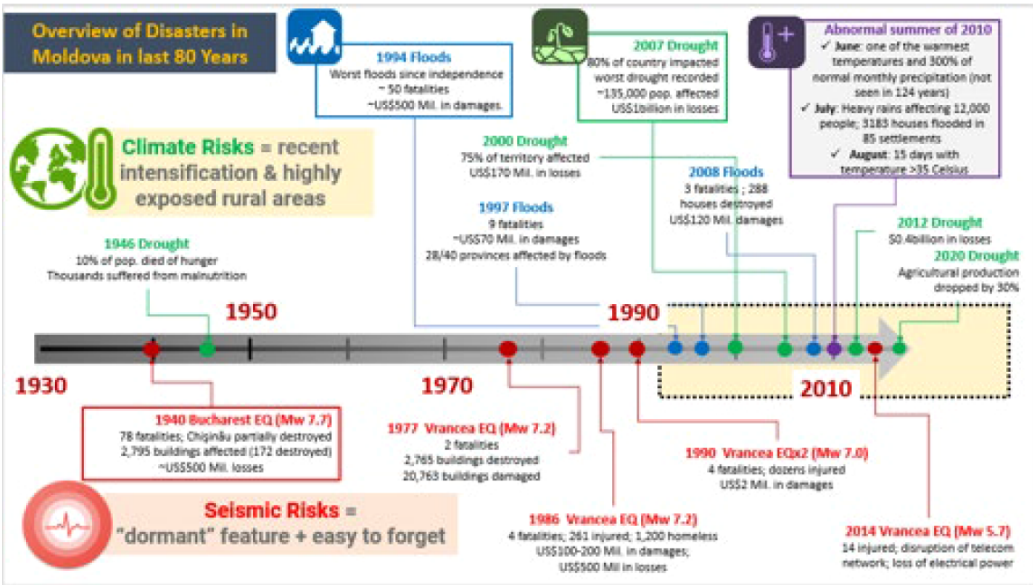 Overview of Disasters in
Moldova in last 80 Years
1994 Floods
Worst floods since independence
~ 50 fatalities
~US$500 Mil. in damages.
2007 Drought
80% of country impacted
worst drought recorded
~135,000 pop. affected
US$1billion in losses
Abnormal summer of 2010
✓ June: one of the warmest
temperatures and 300% of
normal monthly precipitation (not
seen in 124 years)
✓ July: Heavy rains affecting 12,000
people; 3183 houses flooded in
85 settlements
✓ August: 15 days with
temperature >35 Celsius
Climate Risks = recent
intensification & highly
exposed rural areas
2000 Drought
75% of territory affected
US$170 Mil. in losses
2008 Floods
3 fatalities ; 288
houses destroyed
US$120 Mil. damages
1997 Floods
9 fatalities
~US$70 Mil. in damages
28/40 provinces affected by floods
2012 Drought
$0.4billion in losses
2020 Drought
Agricultural production
dropped by 30%
1946 Drought
10% of pop. died of hunger
Thousands suffered from malnutrition
1950
1990
1930
1970
2010
1940 Bucharest EQ (Mw 7.7)
78 fatalities; Chișinău partially destroyed
2,795 buildings affected (172 destroyed)
~US$500 Mil. losses
1977 Vrancea EQ (Mw 7.2)
2 fatalities
2,765 buildings destroyed
20,763 buildings damaged
1990 Vrancea EQx2 (Mw 7.0)
4 fatalities; dozens injured
US$2 Mil. in damages
Seismic Risks =
"dormant" feature + easy to forget
1986 Vrancea EQ (Mw 7.2)
4 fatalities; 261 injured; 1,200 homeless
US$100-200 Mil. in damages;
US$500 Mil in losses
2014 Vrancea EQ (Mw 5.7)
14 injured; disruption of telecom
network; loss of electrical power